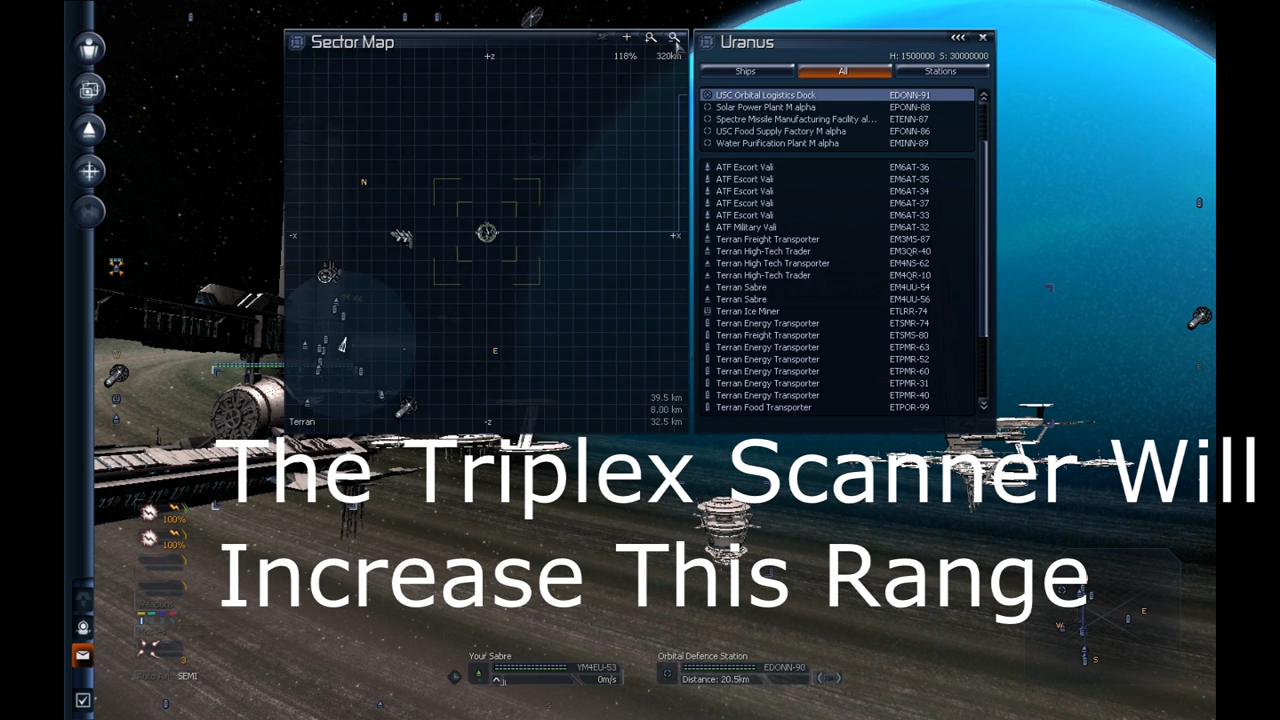 Sector Map
+z
118%
320km
N
-x
+x
E
39.5 km
8.00 km
32.5 km
Terran
-z
Uranus
H: 1500000 S: 30000000
Ships
All
Stations
USC Orbital Logistics Dock EDONN-91
Solar Power Plant M alpha EPONN-88
Spectre Missile Manufacturing Facility al... ETENN-87
USC Food Supply Factory M alpha EFONN-86
Water Purification Plant M alpha EMINN-89
ATF Escort Vali EM6AT-36
ATF Escort Vali EM6AT-35
ATF Escort Vali EM6AT-34
ATF Escort Vali EM6AT-37
ATF Escort Vali EM6AT-33
ATF Military Vali EM6AT-32
Terran Freight Transporter EM3MS-87
Terran High-Tech Trader EM3QR-40
Terran High Tech Transporter EM4NS-62
Terran High-Tech Trader EM4QR-10
Terran Sabre EM4UU-54
Terran Sabre EM4UU-56
Terran Ice Miner ETLRR-74
Terran Energy Transporter ETSMR-74
Terran Freight Transporter ETSMS-80
Terran Energy Transporter ETPMR-63
Terran Energy Transporter ETPMR-52
Terran Energy Transporter ETPMR-60
Terran Energy Transporter ETPMR-31
Terran Energy Transporter ETPMR-40
Terran Food Transporter ETPOR-99
The Triplex Scanner Will
Increase This Range
100%
100%
Weapons
3
SEMI
W
E
W
S
Your Sabre
YM4EU-53
0m/s
Orbital Defence Station
EDONN-90
Distance: 20.5km